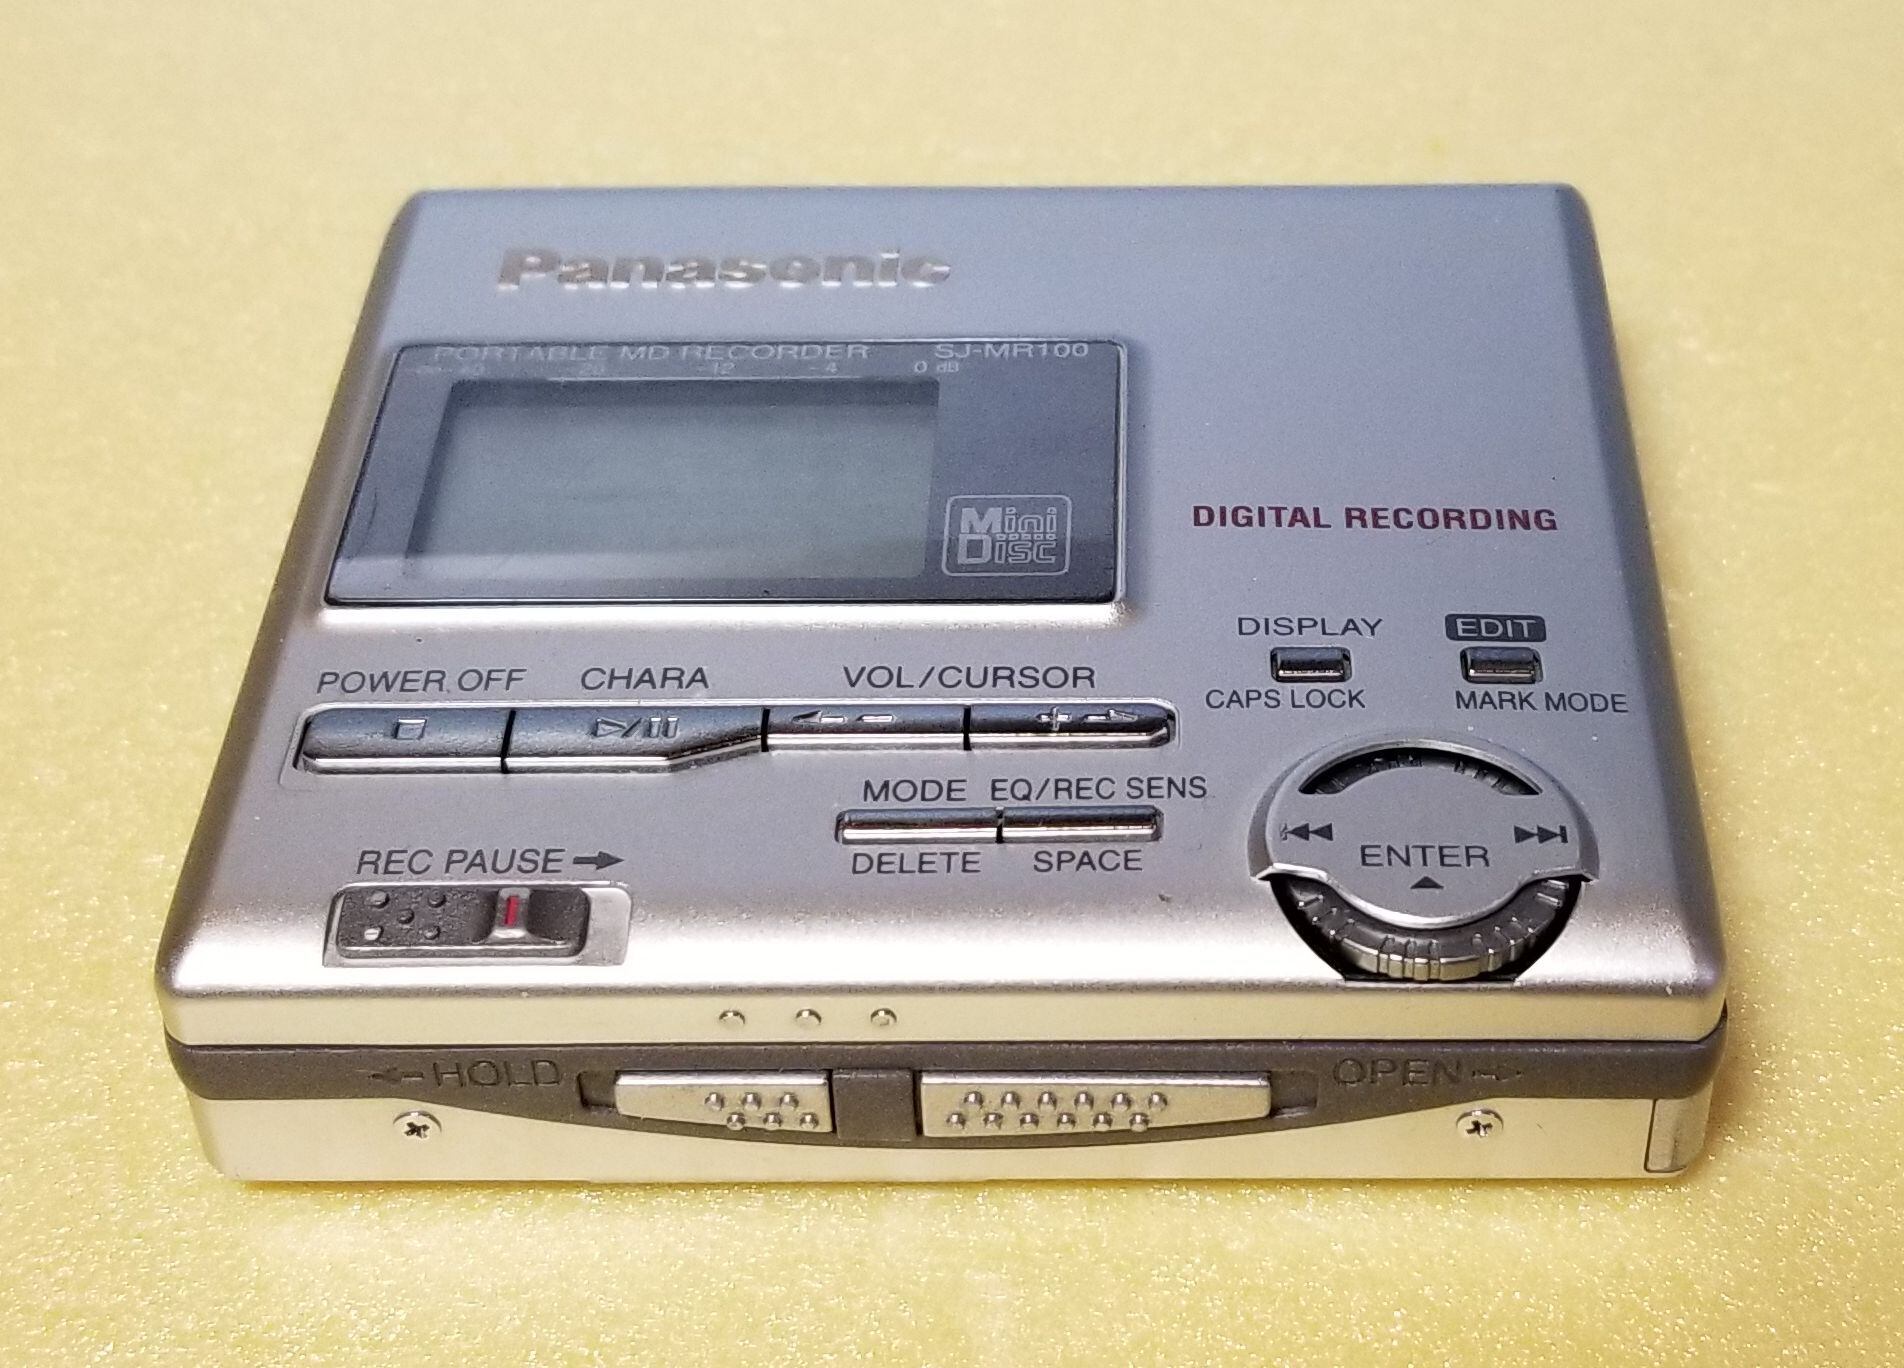 Panasonic
PORTABLE MD RECORDER SJ-MR100
-20 -12 -4 0 dB
Mini
Disc
DIGITAL RECORDING
DISPLAY EDIT
CAPS LOCK MARK MODE
POWER OFF CHARA VOL/CURSOR
MODE EQ/REC SENS
DELETE SPACE
ENTER
REC PAUSE
HOLD OPEN